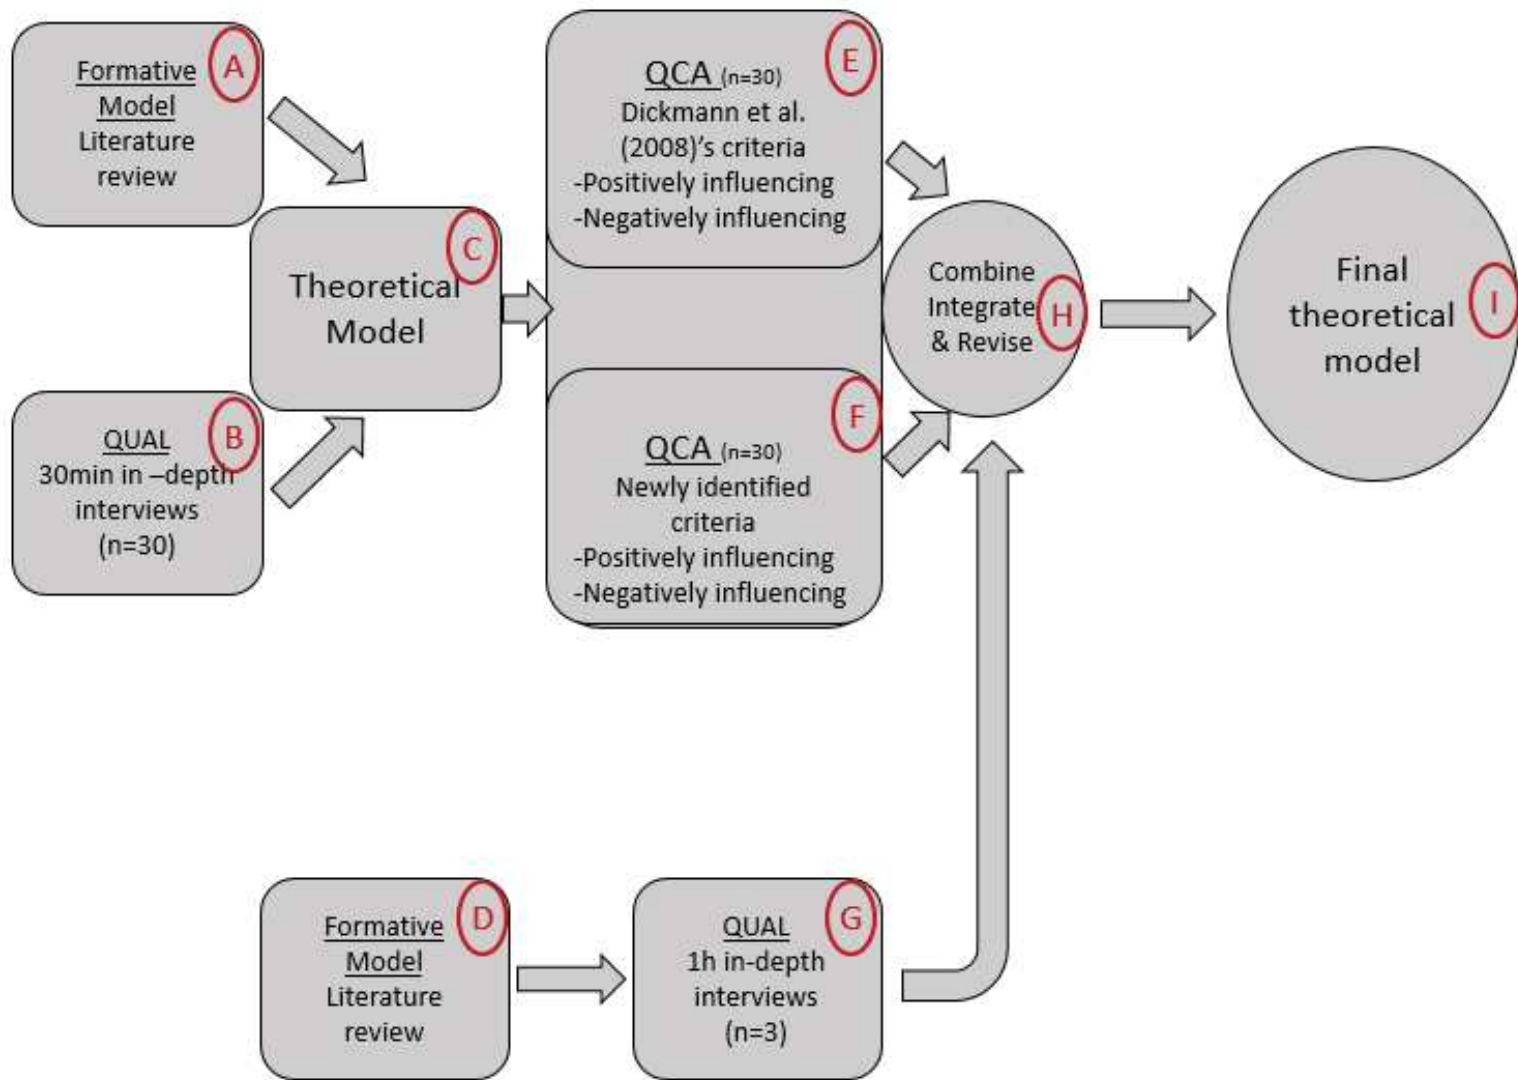 A
Formative
Model
Literature
review
B
QUAL
30min in –depth
interviews
(n=30)
C
Theoretical
Model
E
QCA (n=30)
Dickmann et al.
(2008)’s criteria
-Positively influencing
-Negatively influencing
F
QCA (n=30)
Newly identified
criteria
-Positively influencing
-Negatively influencing
H
Combine
Integrate
& Revise
I
Final
theoretical
model
D
Formative
Model
Literature
review
G
QUAL
1h in-depth
interviews
(n=3)